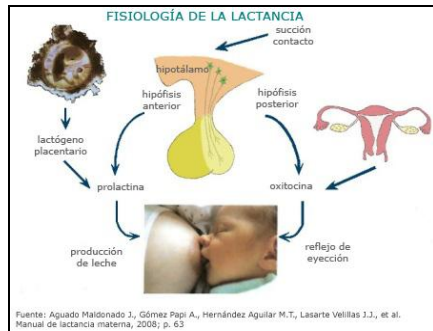 FISIOLOGÍA DE LA LACTANCIA
succión
contacto
hipotálamo
hipófisis
anterior
hipófisis
posterior
lactógeno
placentario
prolactina
oxitocina
producción
de leche
reflejo de
eyección
Fuente: Aguado Maldonado J., Gómez Papi A., Hernández Aguilar M.T., Lasarte Velillas J.J., et al.
Manual de lactancia materna, 2008; p. 63